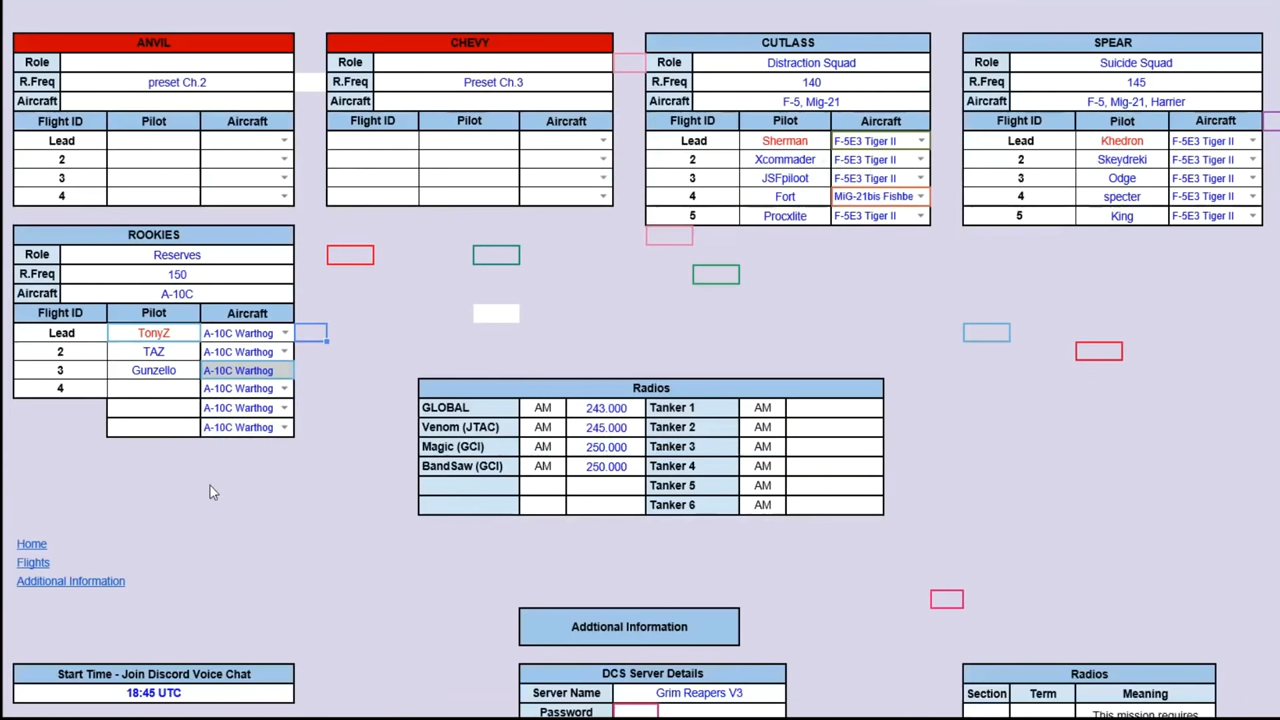 ANVIL
Role
R.Freq preset Ch.2
Aircraft
Flight ID Pilot Aircraft
Lead
2
3
4
CHEVY
Role
R.Freq Preset Ch.3
Aircraft
Flight ID Pilot Aircraft
CUTLASS
Role Distraction Squad
R.Freq 140
Aircraft F-5, Mig-21
Flight ID Pilot Aircraft
Lead Sherman F-5E3 Tiger II
2 Xcommader F-5E3 Tiger II
3 JSFpiloot F-5E3 Tiger II
4 Fort MiG-21bis Fishbe
5 Procxlite F-5E3 Tiger II
SPEAR
Role Suicide Squad
R.Freq 145
Aircraft F-5, Mig-21, Harrier
Flight ID Pilot Aircraft
Lead Khedron F-5E3 Tiger II
2 Skeydreki F-5E3 Tiger II
3 Odge F-5E3 Tiger II
4 specter F-5E3 Tiger II
5 King F-5E3 Tiger II
ROOKIES
Role Reserves
R.Freq 150
Aircraft A-10C
Flight ID Pilot Aircraft
Lead TonyZ A-10C Warthog
2 TAZ A-10C Warthog
3 Gunzello A-10C Warthog
4 A-10C Warthog
A-10C Warthog
A-10C Warthog
Radios
GLOBAL AM 243.000 Tanker 1 AM
Venom (JTAC) AM 245.000 Tanker 2 AM
Magic (GCI) AM 250.000 Tanker 3 AM
BandSaw (GCI) AM 250.000 Tanker 4 AM
Tanker 5 AM
Tanker 6 AM
Home
Flights
Additional Information
Addtional Information
Start Time - Join Discord Voice Chat
18:45 UTC
DCS Server Details
Server Name Grim Reapers V3
Password
Radios
Section Term Meaning
This mission requires